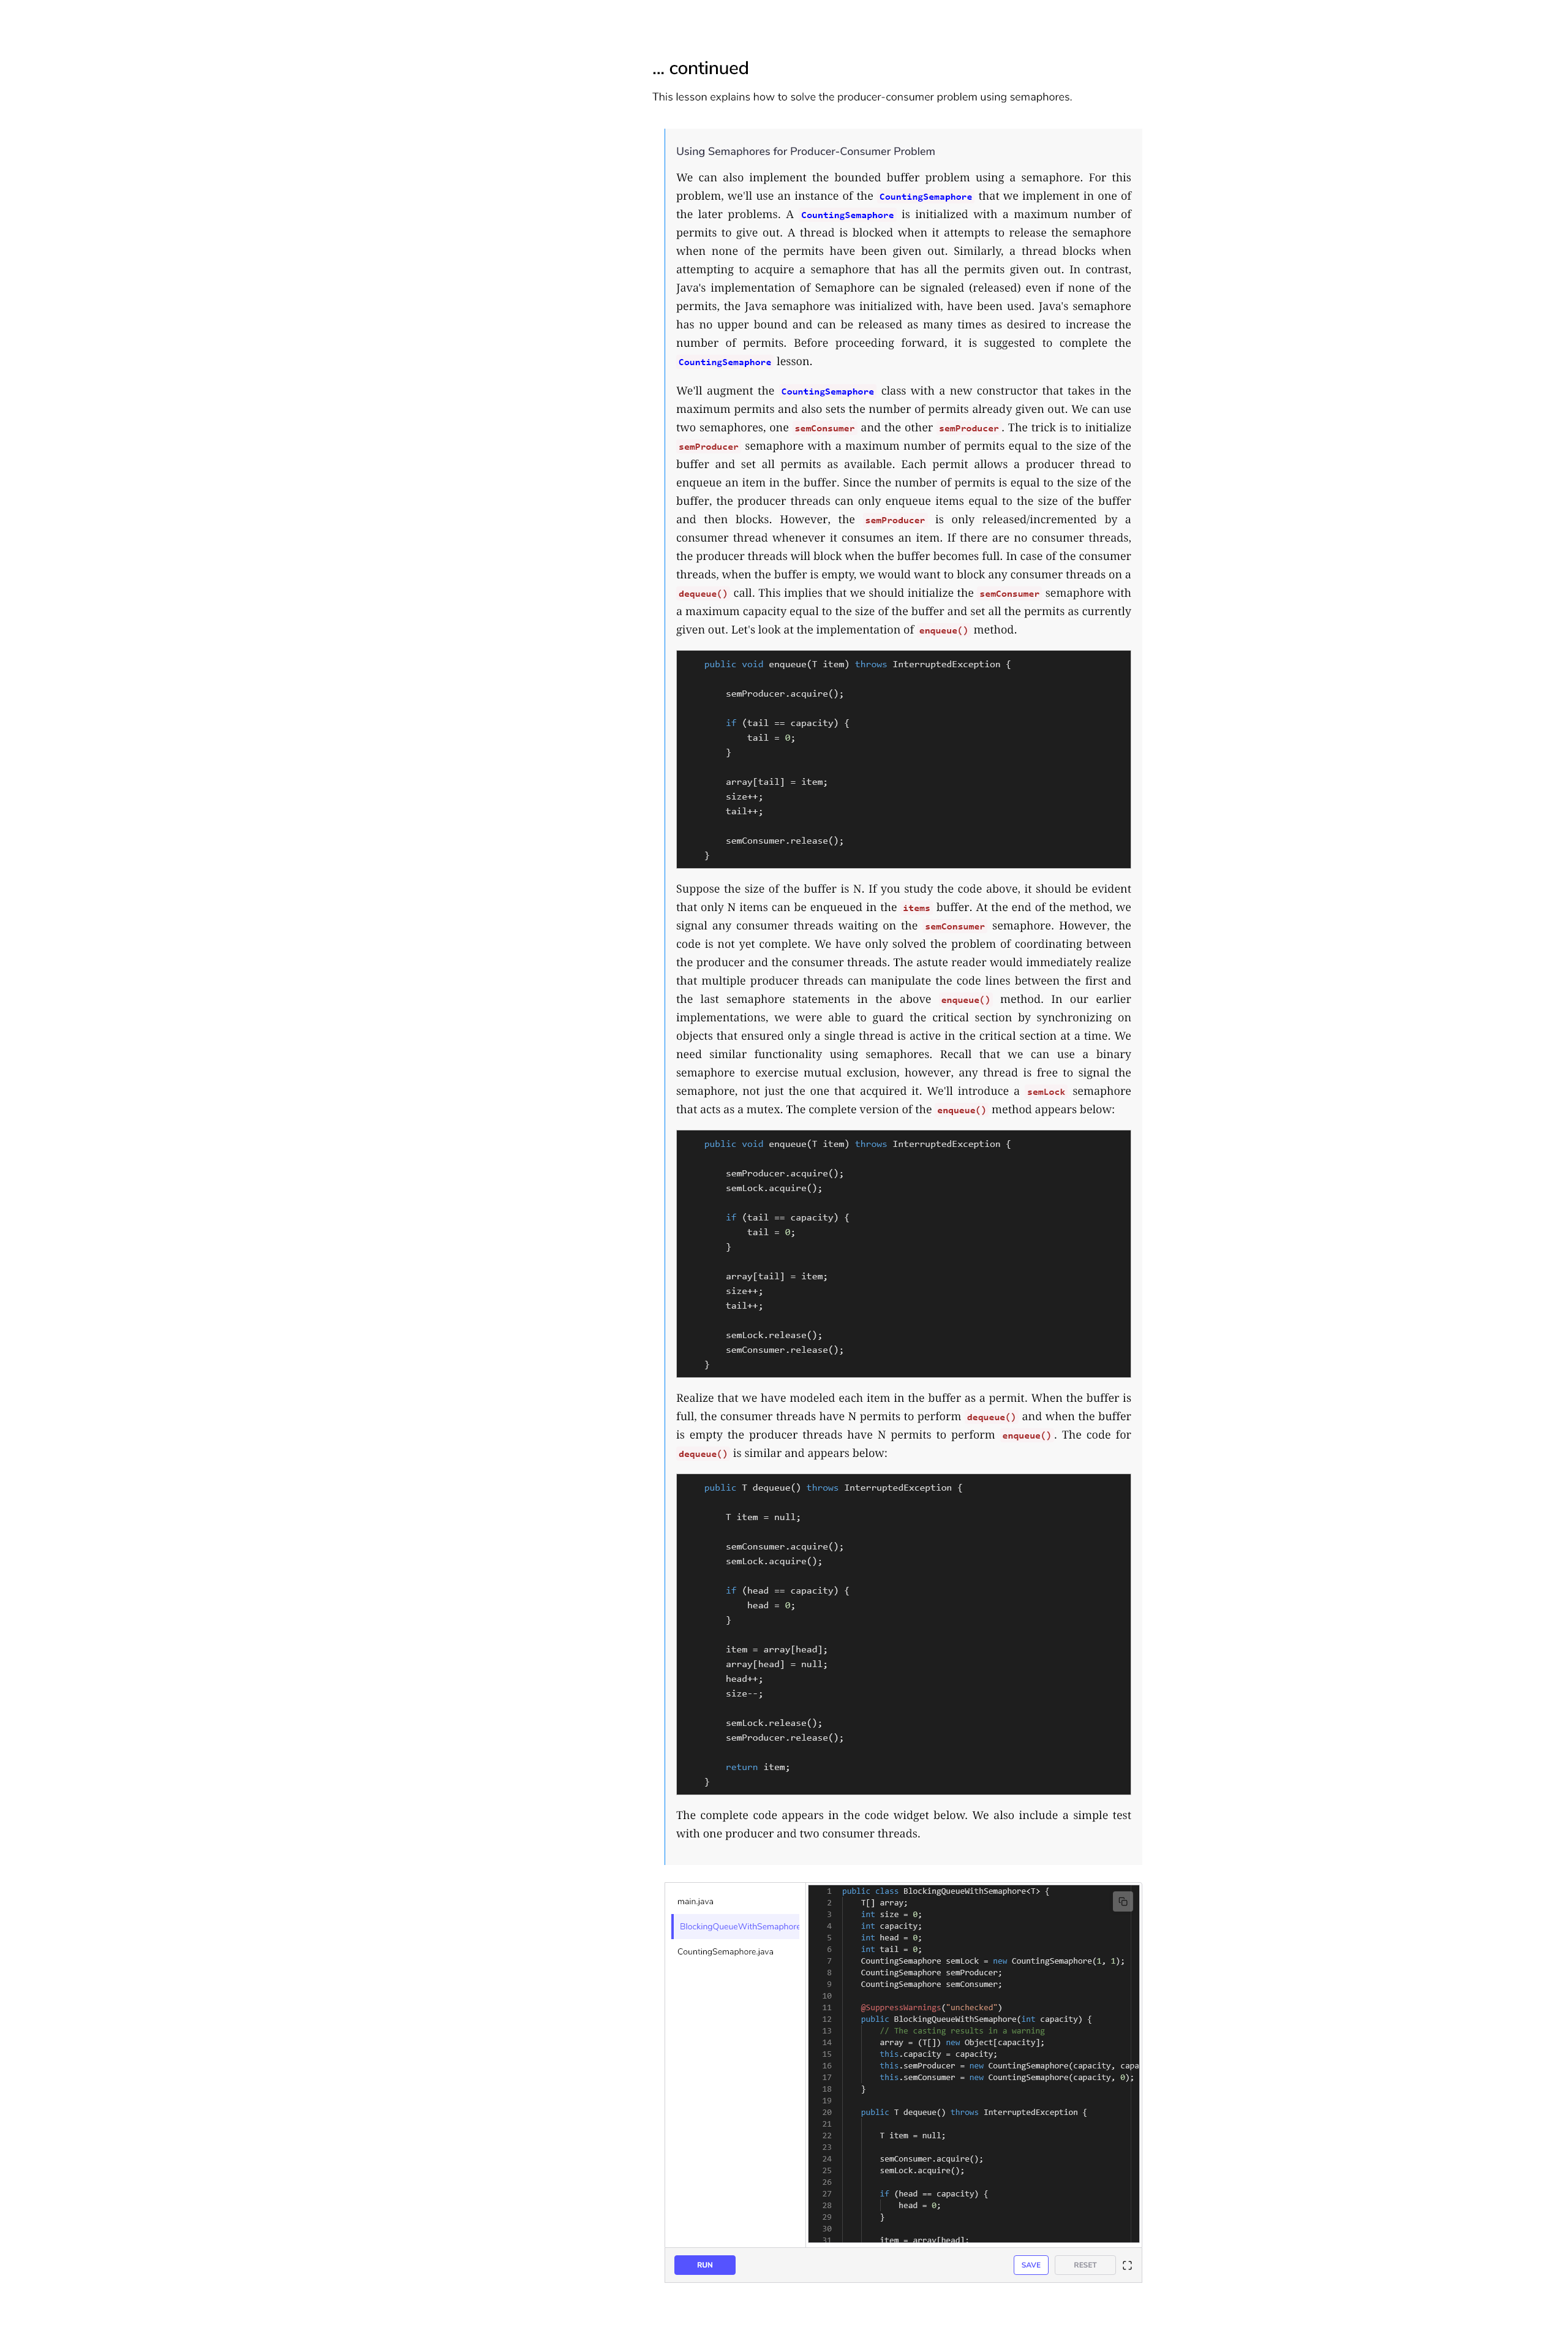 ... continued
This lesson explains how to solve the producer-consumer problem using semaphores.
Using Semaphores for Producer-Consumer Problem
We can also implement the bounded buffer problem using a semaphore. For this
problem, we'll use an instance of the CountingSemaphore that we implement in one of
the later problems. A CountingSemaphore is initialized with a maximum number of
permits to give out. A thread is blocked when it attempts to release the semaphore
when none of the permits have been given out. Similarly, a thread blocks when
attempting to acquire a semaphore that has all the permits given out. In contrast,
Java's implementation of Semaphore can be signaled (released) even if none of the
permits, the Java semaphore was initialized with, have been used. Java's semaphore
has no upper bound and can be released as many times as desired to increase the
number of permits. Before proceeding forward, it is suggested to complete the
CountingSemaphore lesson.
We'll augment the CountingSemaphore class with a new constructor that takes in the
maximum permits and also sets the number of permits already given out. We can use
two semaphores, one semConsumer and the other semProducer. The trick is to initialize
semProducer semaphore with a maximum number of permits equal to the size of the
buffer and set all permits as available. Each permit allows a producer thread to
enqueue an item in the buffer. Since the number of permits is equal to the size of the
buffer, the producer threads can only enqueue items equal to the size of the buffer
and then blocks. However, the semProducer is only released/incremented by a
consumer thread whenever it consumes an item. If there are no consumer threads,
the producer threads will block when the buffer becomes full. In case of the consumer
threads, when the buffer is empty, we would want to block any consumer threads on a
dequeue() call. This implies that we should initialize the semConsumer semaphore with
a maximum capacity equal to the size of the buffer and set all the permits as currently
given out. Let's look at the implementation of enqueue() method.
public void enqueue(T item) throws InterruptedException {
semProducer.acquire();
if (tail == capacity) {
tail = 0;
}
array[tail] = item;
size++;
tail++;
semConsumer.release();
}
Suppose the size of the buffer is N. If you study the code above, it should be evident
that only N items can be enqueued in the items buffer. At the end of the method, we
signal any consumer threads waiting on the semConsumer semaphore. However, the
code is not yet complete. We have only solved the problem of coordinating between
the producer and the consumer threads. The astute reader would immediately realize
that multiple producer threads can manipulate the code lines between the first and
the last semaphore statements in the above enqueue() method. In our earlier
implementations, we were able to guard the critical section by synchronizing on
objects that ensured only a single thread is active in the critical section at a time. We
need similar functionality using semaphores. Recall that we can use a binary
semaphore to exercise mutual exclusion, however, any thread is free to signal the
semaphore, not just the one that acquired it. We'll introduce a semLock semaphore
that acts as a mutex. The complete version of the enqueue() method appears below:
public void enqueue(T item) throws InterruptedException {
semProducer.acquire();
semLock.acquire();
if (tail == capacity) {
tail = 0;
}
array[tail] = item;
size++;
tail++;
semLock.release();
semConsumer.release();
}
Realize that we have modeled each item in the buffer as a permit. When the buffer is
full, the consumer threads have N permits to perform dequeue() and when the buffer
is empty the producer threads have N permits to perform enqueue(). The code for
dequeue() is similar and appears below:
public T dequeue() throws InterruptedException {
T item = null;
semConsumer.acquire();
semLock.acquire();
if (head == capacity) {
head = 0;
}
item = array[head];
array[head] = null;
head++;
size--;
semLock.release();
semProducer.release();
return item;
}
The complete code appears in the code widget below. We also include a simple test
with one producer and two consumer threads.
main.java
BlockingQueueWithSemaphore
CountingSemaphore.java
1 public class BlockingQueueWithSemaphore<T> {
2 T[] array;
3 int size = 0;
4 int capacity;
5 int head = 0;
6 int tail = 0;
7 CountingSemaphore semLock = new CountingSemaphore(1, 1);
8 CountingSemaphore semProducer;
9 CountingSemaphore semConsumer;
10
11 @SuppressWarnings("unchecked")
12 public BlockingQueueWithSemaphore(int capacity) {
13 // The casting results in a warning
14 array = (T[]) new Object[capacity];
15 this.capacity = capacity;
16 this.semProducer = new CountingSemaphore(capacity, capa
17 this.semConsumer = new CountingSemaphore(capacity, 0);
18 }
19
20 public T dequeue() throws InterruptedException {
21
22 T item = null;
23
24 semConsumer.acquire();
25 semLock.acquire();
26
27 if (head == capacity) {
28 head = 0;
29 }
30
31 item = array[head];
RUN
SAVE
RESET